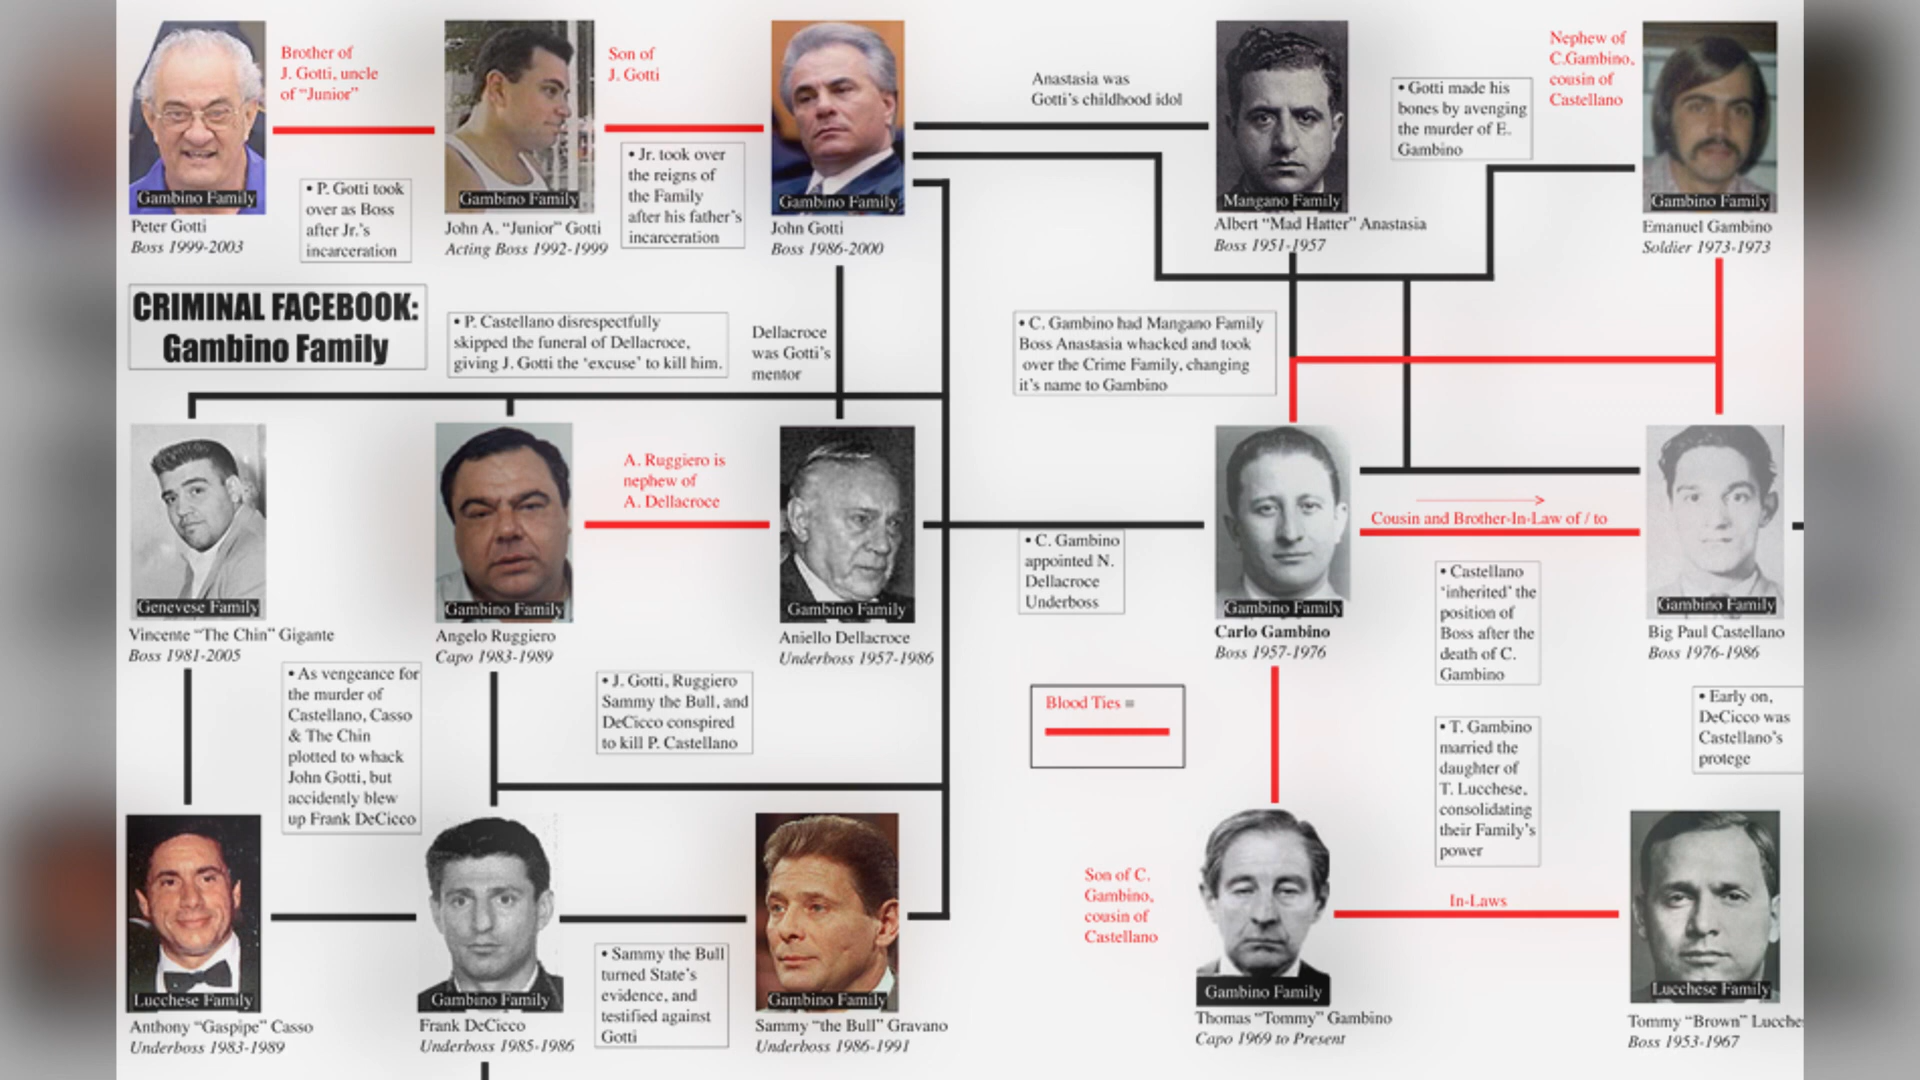 Brother of
J. Gotti, uncle
of “Junior”
Son of
J. Gotti
Anastasia was
Gotti’s childhood idol
• Gotti made his
bones by avenging
the murder of E.
Gambino
Nephew of
C.Gambino,
cousin of
Castellano
Gambino Family
Peter Gotti
Boss 1999-2003
• P. Gotti took
over as Boss
after Jr.’s
incarceration
Gambino Family
John A. “Junior” Gotti
Acting Boss 1992-1999
• Jr. took over
the reigns of
the Family
after his father’s
incarceration
Gambino Family
John Gotti
Boss 1986-2000
Mangano Family
Albert “Mad Hatter” Anastasia
Boss 1951-1957
Gambino Family
Emanuel Gambino
Soldier 1973-1973
CRIMINAL FACEBOOK:
Gambino Family
• P. Castellano disrespectfully
skipped the funeral of Dellacroce,
giving J. Gotti the ‘excuse’ to kill him.
Dellacroce
was Gotti’s
mentor
• C. Gambino had Mangano Family
Boss Anastasia whacked and took
over the Crime Family, changing
it’s name to Gambino
Genevese Family
Vincente “The Chin” Gigante
Boss 1981-2005
Gambino Family
Angelo Ruggiero
Capo 1983-1989
A. Ruggiero is
nephew of
A. Dellacroce
Gambino Family
Aniello Dellacroce
Underboss 1957-1986
• C. Gambino
appointed N.
Dellacroce
Underboss
Gambino Family
Carlo Gambino
Boss 1957-1976
Cousin and Brother-In-Law of / to
• Castellano
‘inherited’ the
position of
Boss after the
death of C.
Gambino
Gambino Family
Big Paul Castellano
Boss 1976-1986
• As vengeance for
the murder of
Castellano, Casso
& The Chin
plotted to whack
John Gotti, but
accidently blew
up Frank DeCicco
• J. Gotti, Ruggiero
Sammy the Bull, and
DeCicco conspired
to kill P. Castellano
Blood Ties =
• T. Gambino
married the
daughter of
T. Lucchese,
consolidating
their Family’s
power
• Early on,
DeCicco was
Castellano’s
protege
Lucchese Family
Anthony “Gaspipe” Casso
Underboss 1983-1989
Gambino Family
Frank DeCicco
Underboss 1985-1986
• Sammy the Bull
turned State’s
evidence, and
testified against
Gotti
Gambino Family
Sammy “the Bull” Gravano
Underboss 1986-1991
Son of C.
Gambino,
cousin of
Castellano
Gambino Family
Thomas “Tommy” Gambino
Capo 1969 to Present
In-Laws
Lucchese Family
Tommy “Brown” Lucche
Boss 1953-1967